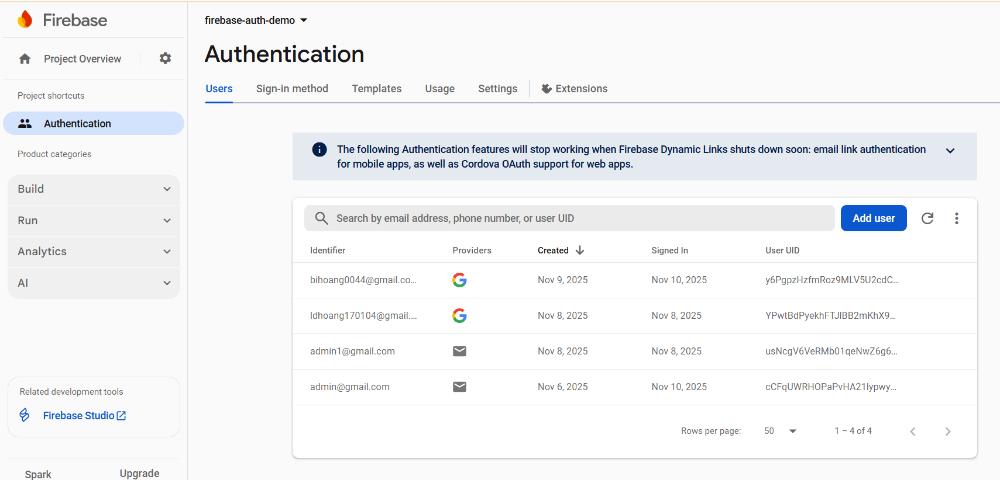 Firebase
Project Overview
Project shortcuts
Authentication
Product categories
Build
Run
Analytics
AI
Related development tools
Firebase Studio
Spark
Upgrade
firebase-auth-demo
Authentication
Users Sign-in method Templates Usage Settings Extensions
The following Authentication features will stop working when Firebase Dynamic Links shuts down soon: email link authentication
for mobile apps, as well as Cordova OAuth support for web apps.
Search by email address, phone number, or user UID Add user
Identifier Providers Created Signed In User UID
bihoang0044@gmail.co... Nov 9, 2025 Nov 10, 2025 y6PgpzHzfmRoz9MLV5U2cdC...
ldhoang170104@gmail.... Nov 8, 2025 Nov 8, 2025 YPwtBdPyekhFTJlBB2mKhX9...
admin1@gmail.com Nov 8, 2025 Nov 8, 2025 usNcgV6VeRMb01qeNwZ6g6...
admin@gmail.com Nov 6, 2025 Nov 10, 2025 cCFqUWRHOPaPvHA21lypwy...
Rows per page: 50 1 – 4 of 4